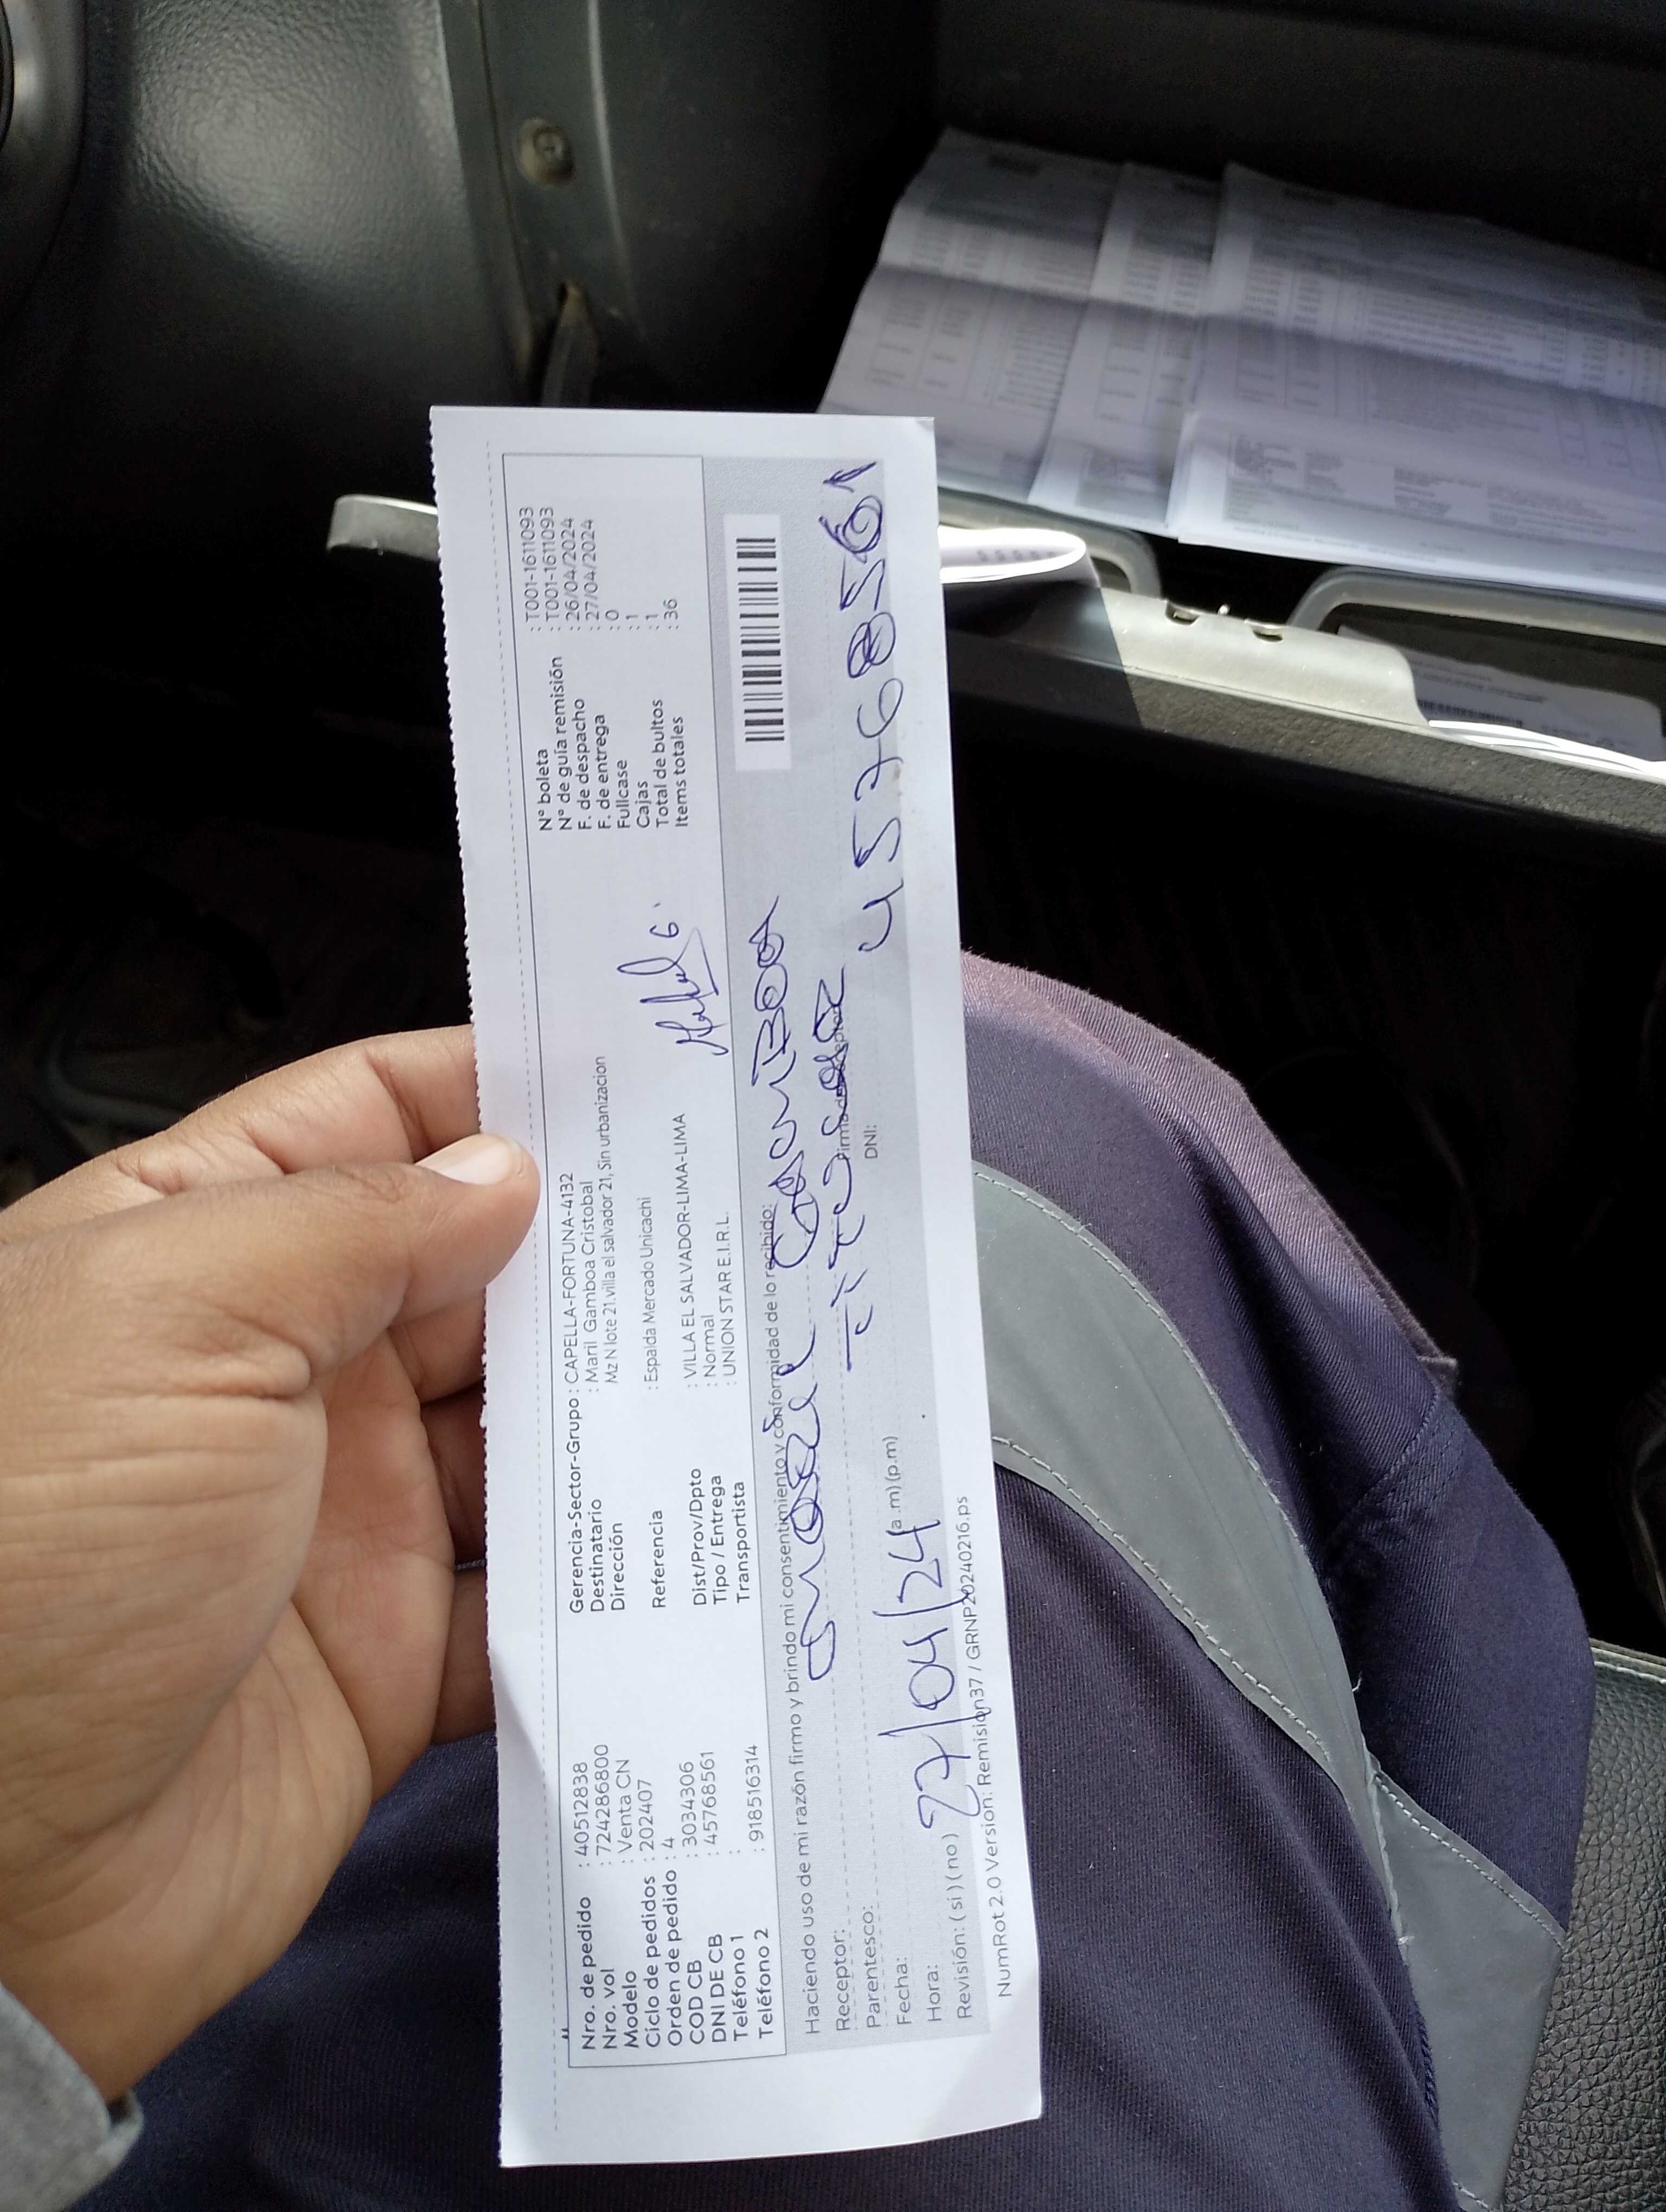 Nro. de pedido : 40512838
Nro. vol : 724286800
Modelo : Venta CN
Ciclo de pedidos : 202407
Orden de pedido : 4
COD CB : 3034306
DNI DE CB : 45768561
Teléfono 1 :
Teléfono 2 : 918516314
Gerencia-Sector-Grupo : CAPELLA-FORTUNA-4132
Destinatario : Maril Gamboa Cristobal
Dirección Mz N lote 21.villa el salvador 21, Sin urbanizacion
Referencia : Espalda Mercado Unicachi
Dist/Prov/Dpto : VILLA EL SALVADOR-LIMA-LIMA
Tipo / Entrega : Normal
Transportista : UNION STAR E.I.R.L.
N° boleta : T001-1611093
N° de guía remisión : T001-1611093
F. de despacho : 26/04/2024
F. de entrega : 27/04/2024
Fullcase : 0
Cajas : 1
Total de bultos : 1
Items totales : 36
Haciendo uso de mi razón firmo y brindo mi consentimiento y conformidad de lo recibido:
Receptor:
Parentesco: Titular
Fecha: 27/04/24
DNI: 45768561
Hora: (a.m) (p.m)
Revisión: (si) (no)
NumRot 2.0 Version: Remision37 / GRNP20240216.ps